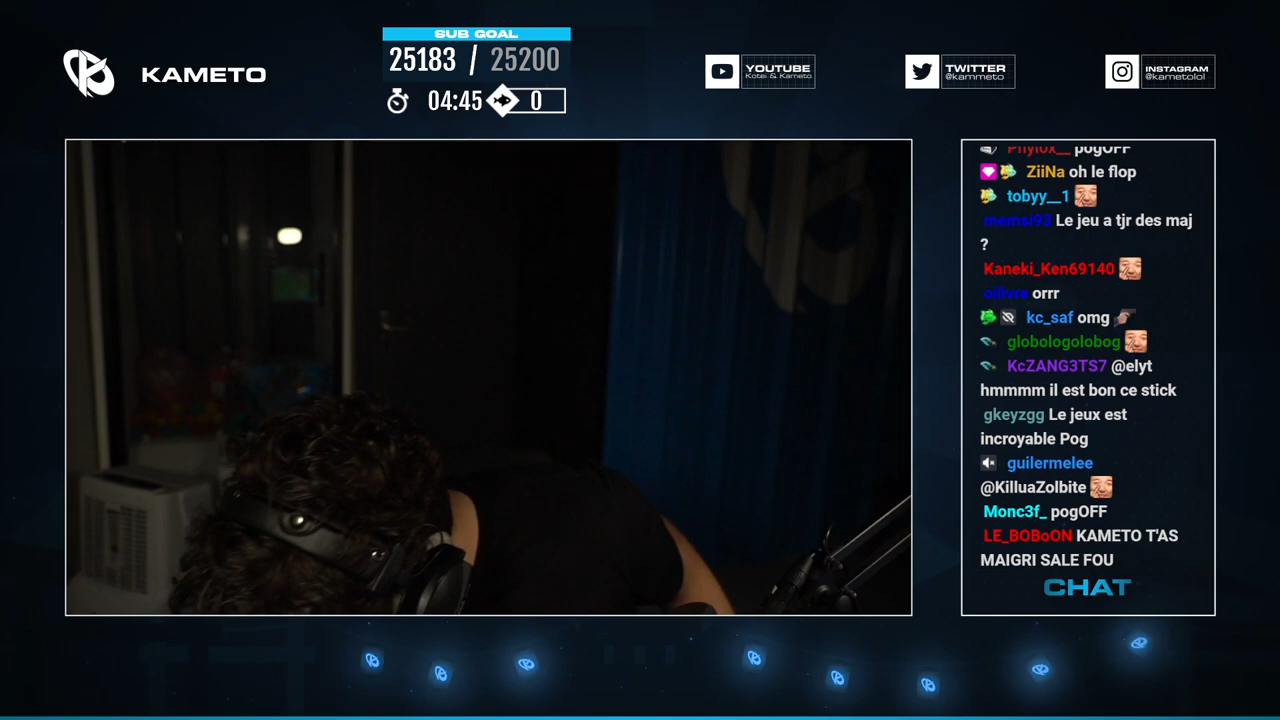 SUB GOAL
25183 / 25200
04:45
0
KAMETO
YOUTUBE
Kotei & Kameto
TWITTER
@kammeto
INSTAGRAM
@kametolol
Phylox__ pogOFF
ZiiNa oh le flop
tobyy__1
memsi93 Le jeu a tjr des maj
?
Kaneki_Ken69140
orrr
kc_saf omg
globologolobog
KcZANG3TS7 @elyt
hmmmm il est bon ce stick
gkeyzgg Le jeux est
incroyable Pog
guilermelee
@KilluaZolbite
Monc3f_ pogOFF
LE_BOBoON KAMETO T'AS
MAIGRI SALE FOU
CHAT